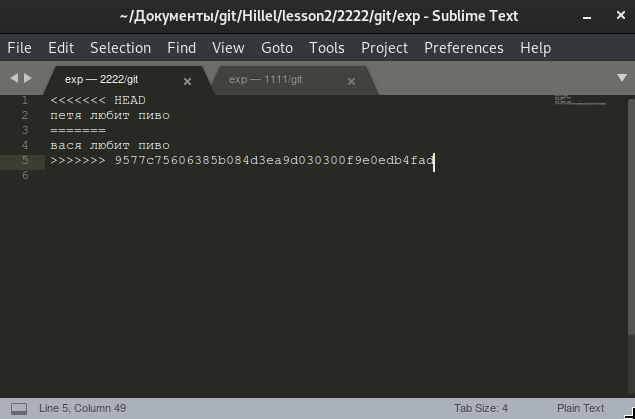 ~/Документы/git/Hillel/lesson2/2222/git/exp - Sublime Text
File Edit Selection Find View Goto Tools Project Preferences Help
exp — 2222/git × exp — 1111/git ×
1 <<<<<<< HEAD
2 петя любит пиво
3 =======
4 вася любит пиво
5 >>>>>>> 9577c75606385b084d3ea9d030300f9e0edb4fad
6
Line 5, Column 49 Tab Size: 4 Plain Text